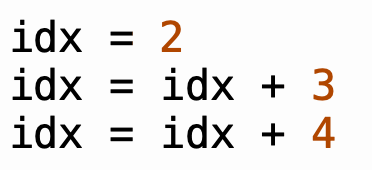 idx = 2
idx = idx + 3
idx = idx + 4